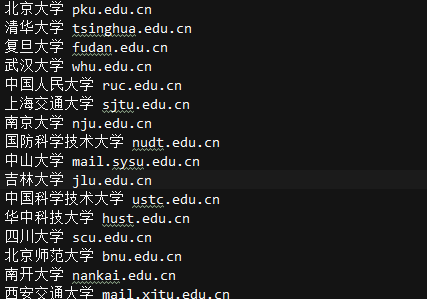 北京大学 pku.edu.cn
清华大学 tsinghua.edu.cn
复旦大学 fudan.edu.cn
武汉大学 whu.edu.cn
中国人民大学 ruc.edu.cn
上海交通大学 sjtu.edu.cn
南京大学 nju.edu.cn
国防科学技术大学 nudt.edu.cn
中山大学 mail.sysu.edu.cn
吉林大学 jlu.edu.cn
中国科学技术大学 ustc.edu.cn
华中科技大学 hust.edu.cn
四川大学 scu.edu.cn
北京师范大学 bnu.edu.cn
南开大学 nankai.edu.cn
西安交通大学 mail.xjtu.edu.cn